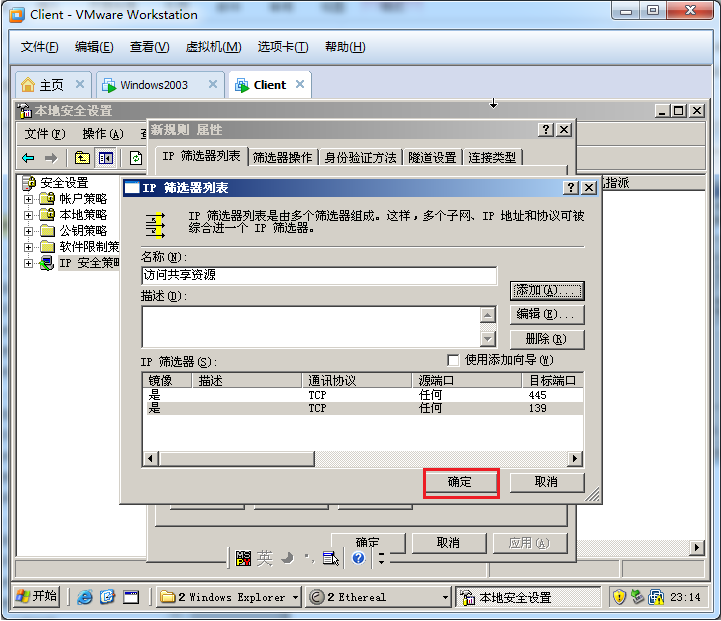 Client - VMware Workstation
文件(F) 编辑(E) 查看(V) 虚拟机(M) 选项卡(T) 帮助(H)
主页 Windows2003 Client
本地安全设置
文件(F) 操作(A)
新规则 属性
IP 筛选器列表 筛选器操作 身份验证方法 隧道设置 连接类型
安全设置
帐户策略
本地策略
公钥策略
软件限制策
IP 安全策略
指派
IP 筛选器列表
IP 筛选器列表是由多个筛选器组成。这样，多个子网、IP 地址和协议可被
综合进一个 IP 筛选器。
名称(N):
访问共享资源
添加(A)...
描述(D):
编辑(E)...
删除(R)
IP 筛选器(S):
使用添加向导(W)
镜像 描述 通讯协议 源端口 目标端口
是 TCP 任何 445
是 TCP 任何 139
确定 取消
确定 取消 应用(A)
英
开始 2 Windows Explorer 2 Ethereal 本地安全设置 23:14